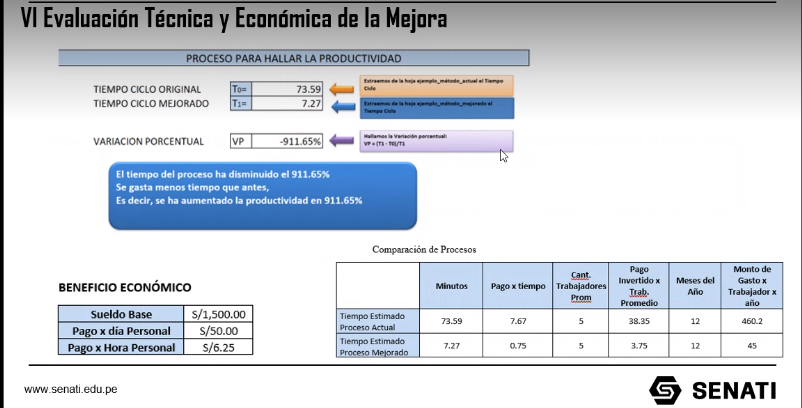 VI Evaluación Técnica y Económica de la Mejora
PROCESO PARA HALLAR LA PRODUCTIVIDAD
TIEMPO CICLO ORIGINAL T0= 73.59
Extraemos de la hoja ejemplo_método_actual el Tiempo
Ciclo
TIEMPO CICLO MEJORADO T1= 7.27
Extraemos de la hoja ejemplo_método_mejorado el
Tiempo Ciclo
VARIACION PORCENTUAL VP -911.65%
Hallamos la Variación porcentual:
VP = (T1 - T0)/T1
El tiempo del proceso ha disminuido el 911.65%
Se gasta menos tiempo que antes,
Es decir, se ha aumentado la productividad en 911.65%
Comparación de Procesos
BENEFICIO ECONÓMICO
Sueldo Base S/1,500.00
Pago x día Personal S/50.00
Pago x Hora Personal S/6.25
Minutos
Pago x tiempo
Cant.
Trabajadores
Prom
Pago
Invertido x
Trab.
Promedio
Meses del
Año
Monto de
Gasto x
Trabajador x
año
Tiempo Estimado
Proceso Actual
73.59 7.67 5 38.35 12 460.2
Tiempo Estimado
Proceso Mejorado
7.27 0.75 5 3.75 12 45
www.senati.edu.pe
SENATI